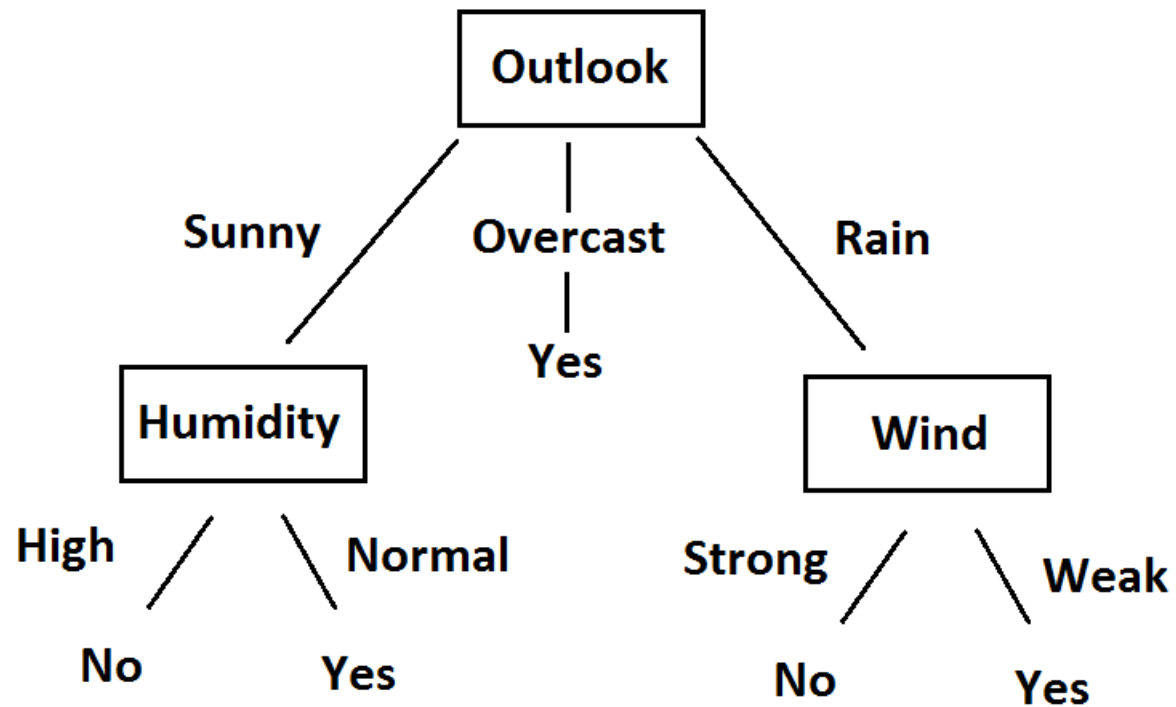 Outlook
Sunny
Overcast
Rain
Yes
Humidity
Wind
High
Normal
Strong
Weak
No
Yes
No
Yes